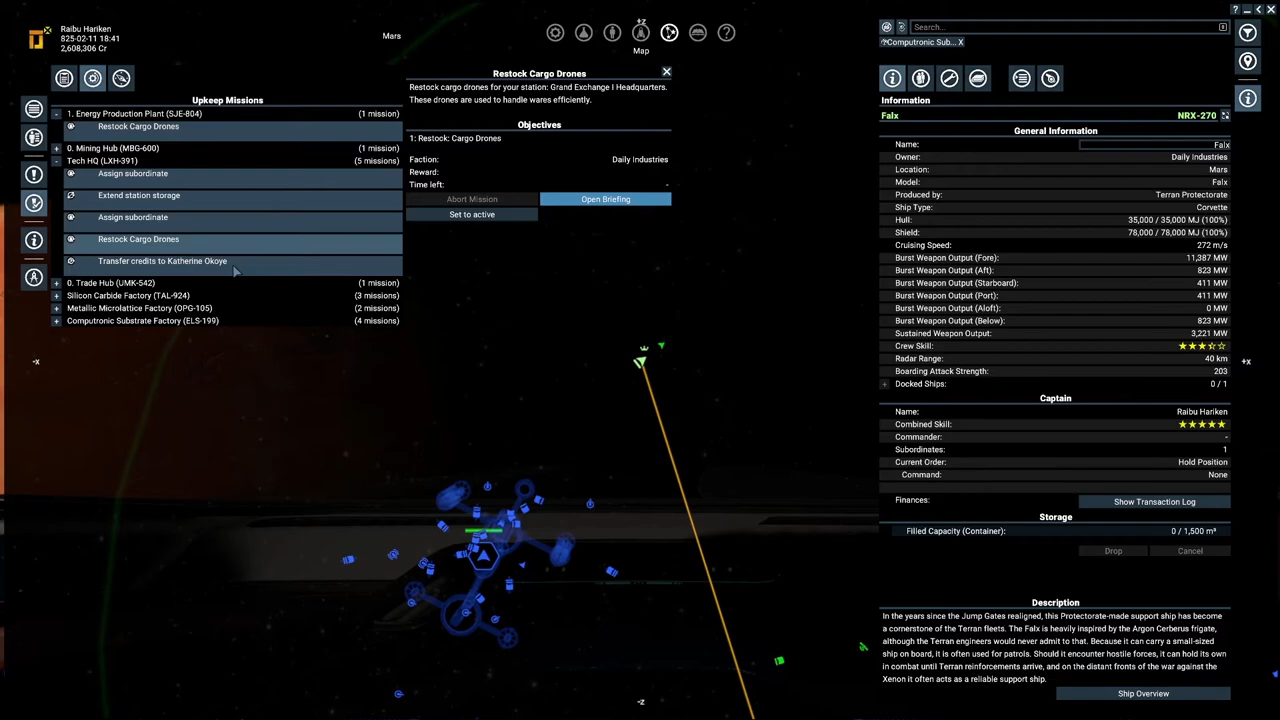 Raibu Hariken
825-02-11 18:41
2,608,306 Cr
Mars
+z
Map
?
Search...
Computronic Sub... X
Upkeep Missions
- 1. Energy Production Plant (SJE-804) (1 mission)
Restock Cargo Drones
+ 0. Mining Hub (MBG-600) (1 mission)
- Tech HQ (LXH-391) (5 missions)
Assign subordinate
Extend station storage
Assign subordinate
Restock Cargo Drones
Transfer credits to Katherine Okoye
+ 0. Trade Hub (UMK-542) (1 mission)
+ Silicon Carbide Factory (TAL-924) (3 missions)
+ Metallic Microlattice Factory (OPG-105) (2 missions)
+ Computronic Substrate Factory (ELS-199) (4 missions)
Restock Cargo Drones
Restock cargo drones for your station: Grand Exchange I Headquarters.
These drones are used to handle wares efficiently.
Objectives
1: Restock: Cargo Drones
Faction: Daily Industries
Reward:
Time left: -
Abort Mission Open Briefing
Set to active
-x
+x
-z
Information
Falx NRX-270
General Information
Name: Falx
Owner: Daily Industries
Location: Mars
Model: Falx
Produced by: Terran Protectorate
Ship Type: Corvette
Hull: 35,000 / 35,000 MJ (100%)
Shield: 78,000 / 78,000 MJ (100%)
Cruising Speed: 272 m/s
Burst Weapon Output (Fore): 11,387 MW
Burst Weapon Output (Aft): 823 MW
Burst Weapon Output (Starboard): 411 MW
Burst Weapon Output (Port): 411 MW
Burst Weapon Output (Aloft): 0 MW
Burst Weapon Output (Below): 823 MW
Sustained Weapon Output: 3,221 MW
Crew Skill:
Radar Range: 40 km
Boarding Attack Strength: 203
+ Docked Ships: 0 / 1
Captain
Name: Raibu Hariken
Combined Skill:
Commander: -
Subordinates: 1
Current Order: Hold Position
Command: None
Finances: Show Transaction Log
Storage
Filled Capacity (Container): 0 / 1,500 m³
Drop Cancel
Description
In the years since the Jump Gates realigned, this Protectorate-made support ship has become
a cornerstone of the Terran fleets. The Falx is heavily inspired by the Argon Cerberus frigate,
although the Terran engineers would never admit to that. Because it can carry a small-sized
ship on board, it is often used for patrols. Should it encounter hostile forces, it can hold its own
in combat until Terran reinforcements arrive, and on the distant fronts of the war against the
Xenon it often acts as a reliable support ship.
Ship Overview